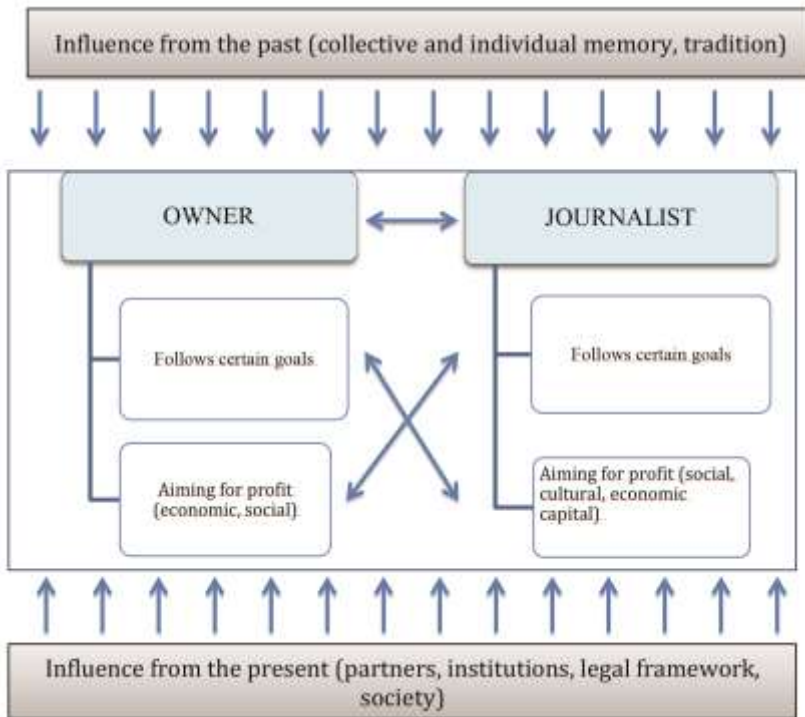 Influence from the past (collective and individual memory, tradition)
OWNER
JOURNALIST
Follows certain goals
Follows certain goals
Aiming for profit
(economic, social)
Aiming for profit (social,
cultural, economic
capital)
Influence from the present (partners, institutions, legal framework,
society)